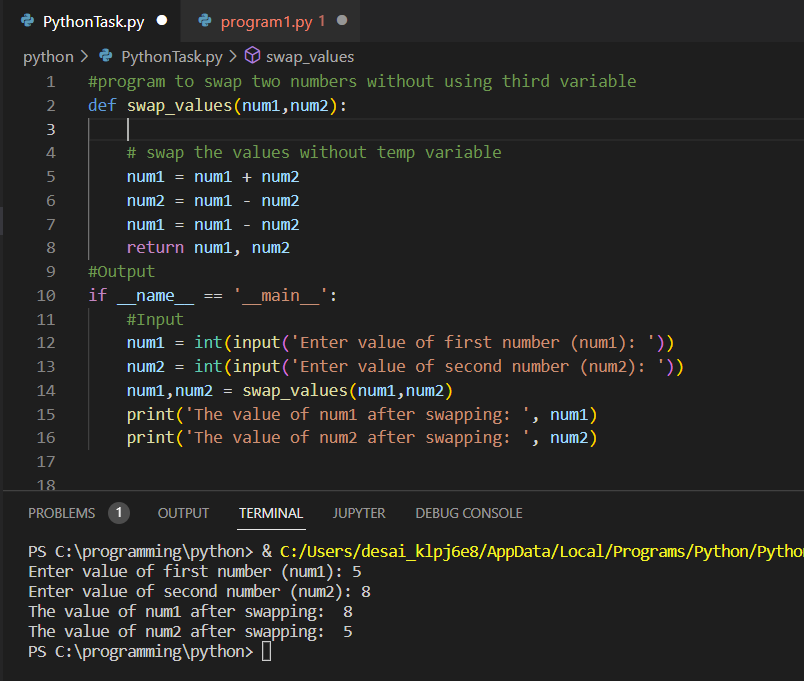 PythonTask.py program1.py 1
python > PythonTask.py > swap_values
1 #program to swap two numbers without using third variable
2 def swap_values(num1,num2):
3
4 # swap the values without temp variable
5 num1 = num1 + num2
6 num2 = num1 - num2
7 num1 = num1 - num2
8 return num1, num2
9 #Output
10 if __name__ == '__main__':
11 #Input
12 num1 = int(input('Enter value of first number (num1): '))
13 num2 = int(input('Enter value of second number (num2): '))
14 num1,num2 = swap_values(num1,num2)
15 print('The value of num1 after swapping: ', num1)
16 print('The value of num2 after swapping: ', num2)
17
18
PROBLEMS 1 OUTPUT TERMINAL JUPYTER DEBUG CONSOLE
PS C:\programming\python> & C:/Users/desai_klpj6e8/AppData/Local/Programs/Python/Pytho
Enter value of first number (num1): 5
Enter value of second number (num2): 8
The value of num1 after swapping:  8
The value of num2 after swapping:  5
PS C:\programming\python>